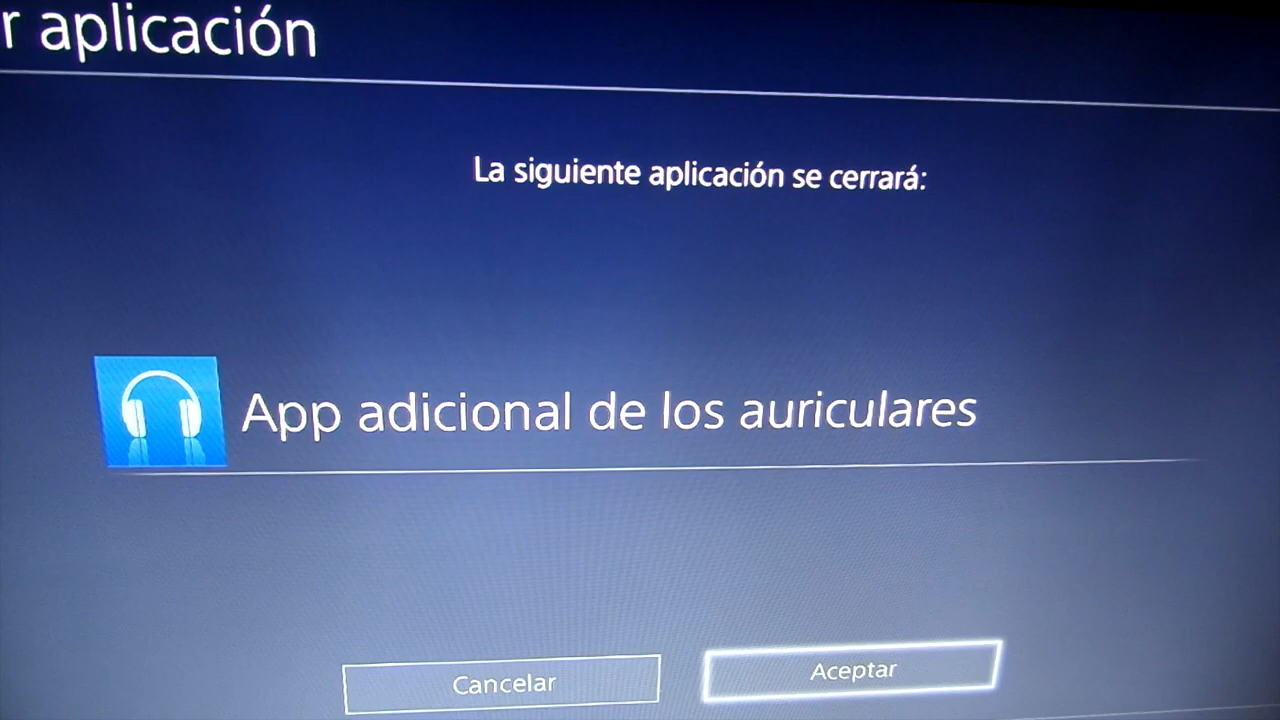 r aplicación
La siguiente aplicación se cerrará:
App adicional de los auriculares
Cancelar
Aceptar